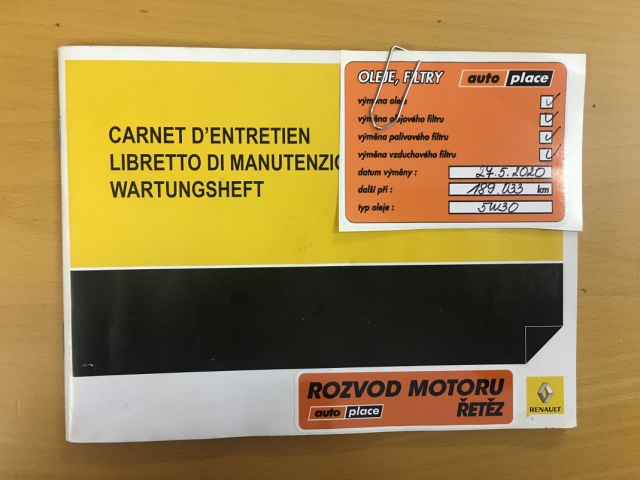 CARNET D'ENTRETIEN
LIBRETTO DI MANUTENZIO
WARTUNGSHEFT
OLEJE, FILTRY auto place
výměna oleje
výměna olejového filtru
výměna palivového filtru
výměna vzduchového filtru
datum výměny: 27.5.2020
další při: 189.033 km
typ oleje: 5W30
ROZVOD MOTORU
auto place ŘETĚZ
RENAULT